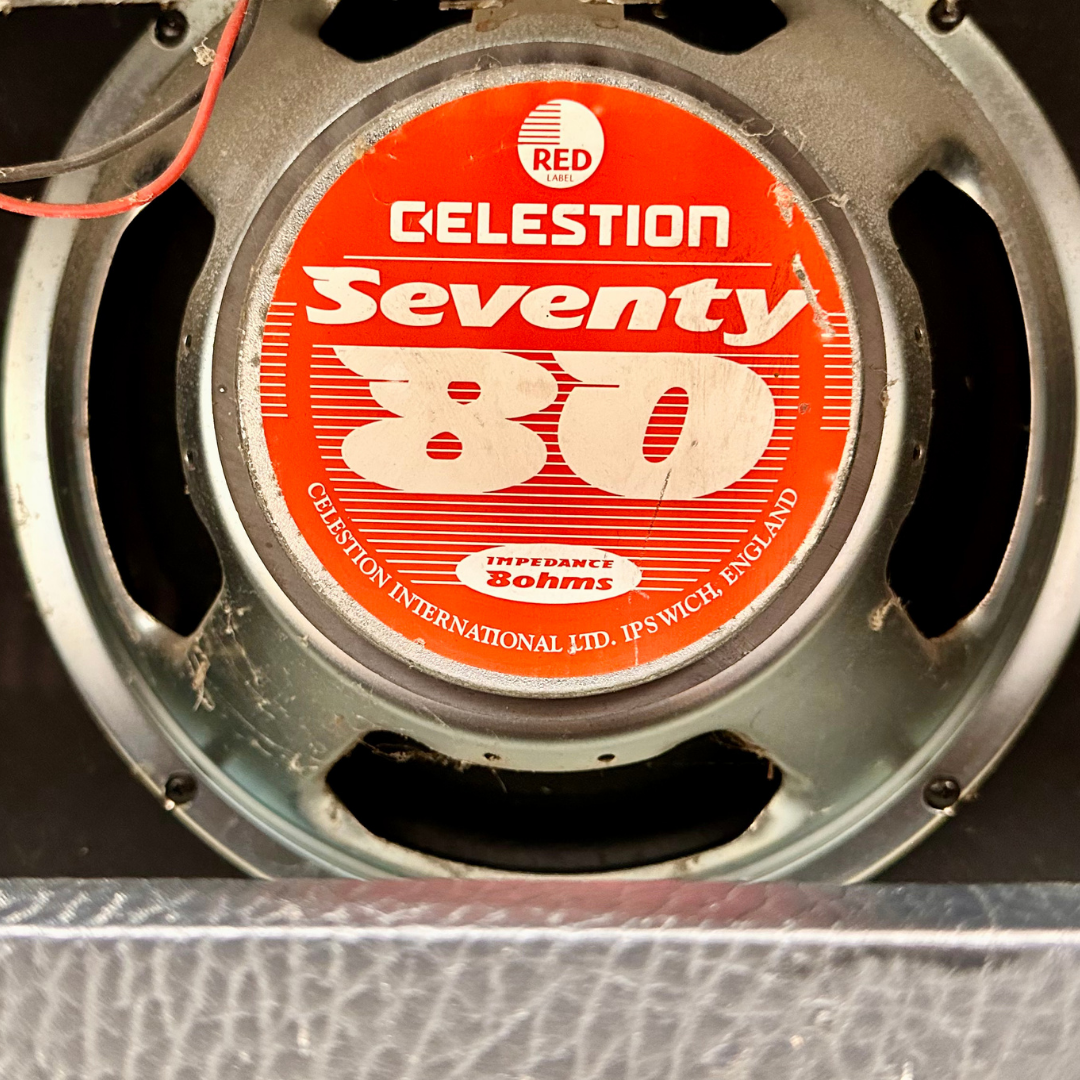 RED
LABEL
CELESTION
Seventy
80
IMPEDANCE
8ohms
CELESTION INTERNATIONAL LTD. IPSWICH, ENGLAND